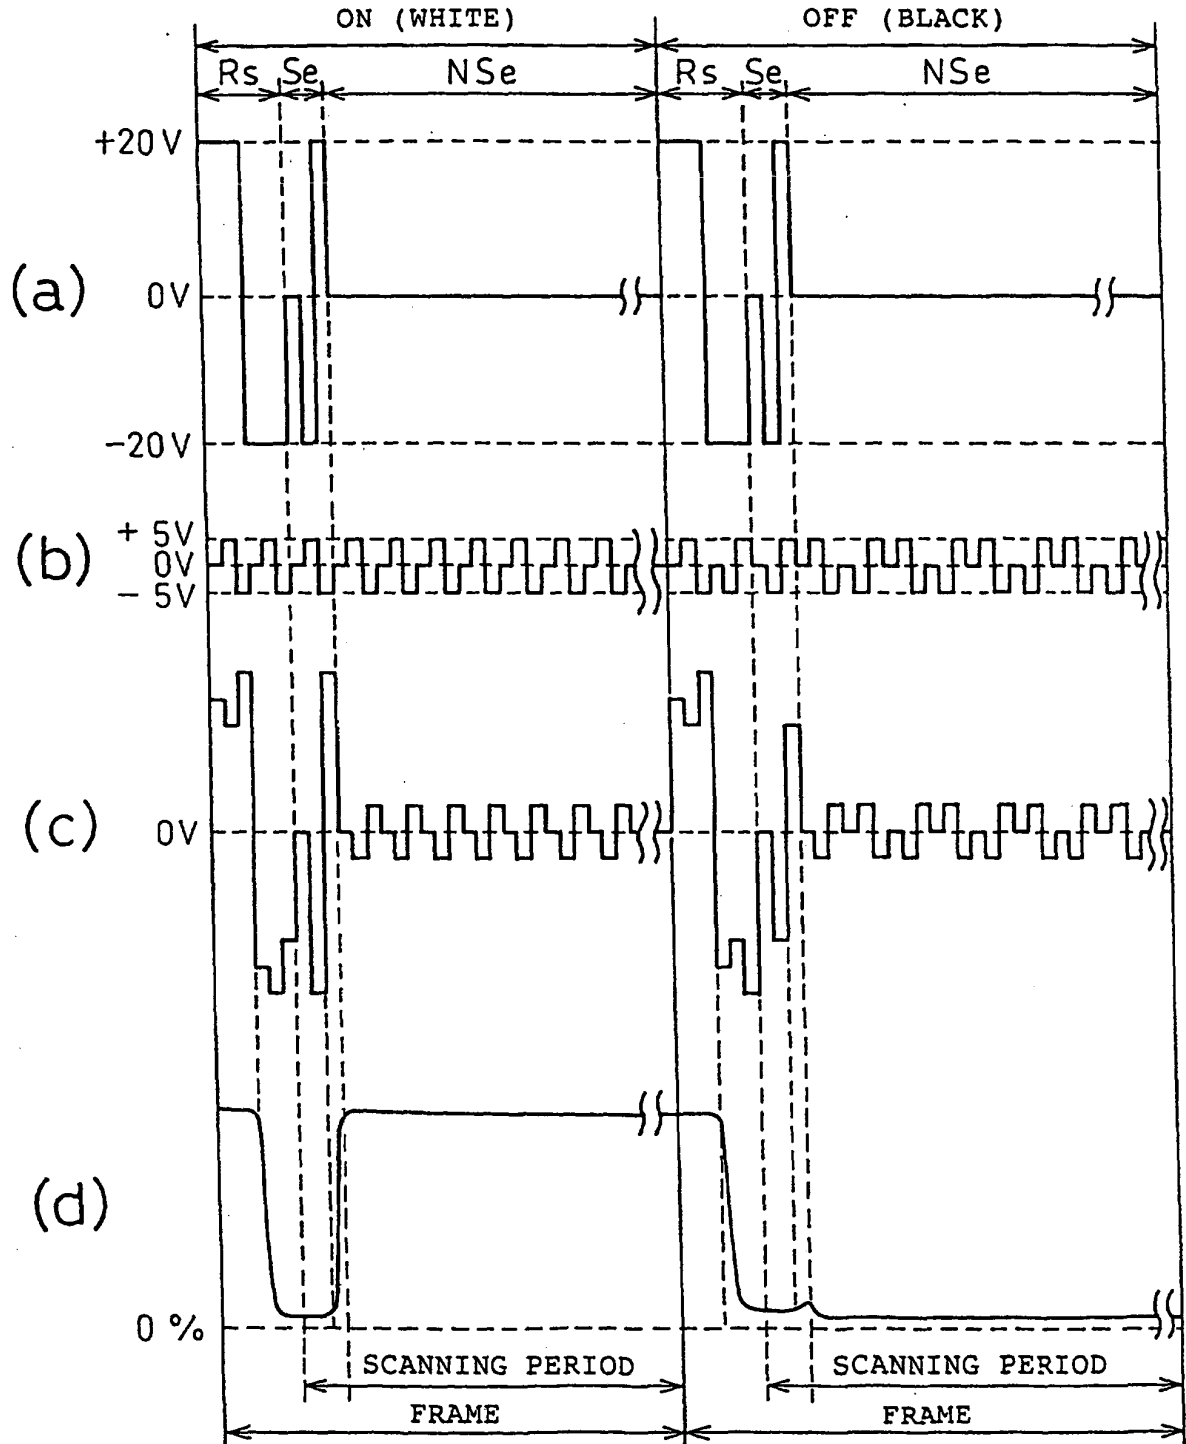 ON (WHITE) OFF (BLACK)
Rs Se NSe Rs Se NSe
+20V
(a) 0V
-20V
+ 5V
(b) 0V
- 5V
(c) 0V
(d)
0 %
SCANNING PERIOD SCANNING PERIOD
FRAME FRAME